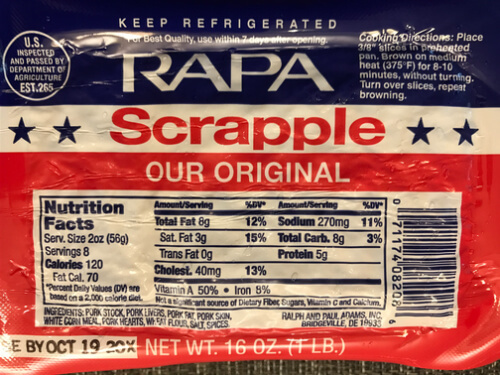 KEEP REFRIGERATED
For Best Quality, use within 7 days after opening.
U.S.
INSPECTED
AND PASSED BY
DEPARTMENT OF
AGRICULTURE
EST. 265
RAPA
Cooking Directions: Place
3/8" slices in preheated
pan. Brown on medium
heat (375°F) for 8-10
minutes, without turning.
Turn over slices, repeat
browning.
Scrapple
OUR ORIGINAL
Nutrition
Facts
Serv. Size 2oz (56g)
Servings 8
Calories 120
Fat Cal. 70
*Percent Daily Values (DV) are
based on a 2,000 calorie diet.
Amount/Serving %DV* Amount/Serving %DV*
Total Fat 8g 12% Sodium 270mg 11%
Sat. Fat 3g 15% Total Carb. 8g 3%
Trans Fat 0g Protein 5g
Cholest. 40mg 13%
Vitamin A 50% • Iron 8%
Not a significant source of Dietary Fiber, Sugars, Vitamin C and Calcium.
INGREDIENTS: PORK STOCK, PORK LIVERS, PORK FAT, PORK SKIN,
WHITE CORN MEAL, PORK HEARTS, WHEAT FLOUR, SALT, SPICES.
RALPH AND PAUL ADAMS, INC.
BRIDGEVILLE, DE 19933
E BY OCT 19
NET WT. 16 OZ. (1 LB.)